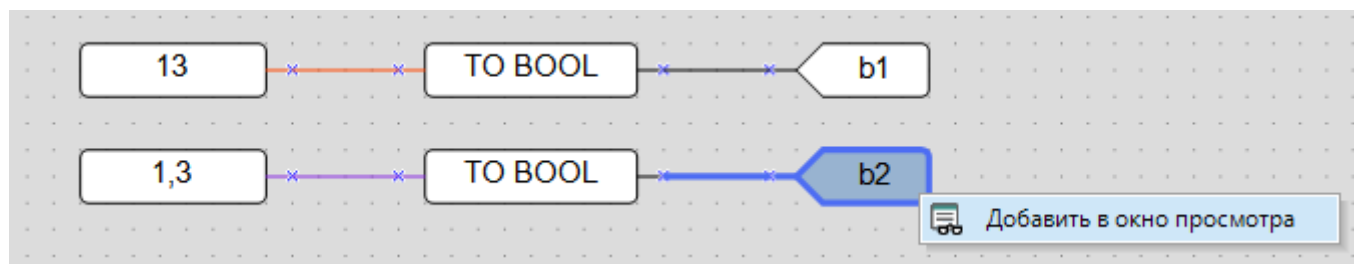 13 TO BOOL b1
1,3 TO BOOL b2
Добавить в окно просмотра